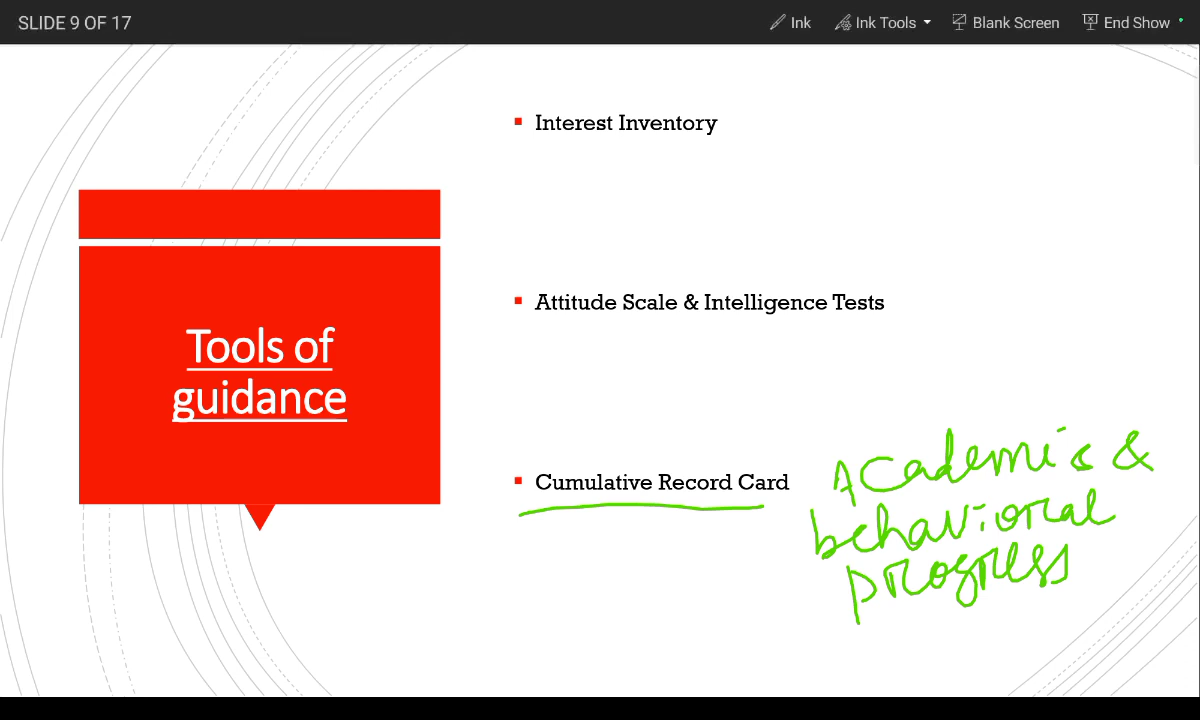 SLIDE 9 OF 17
Ink
Ink Tools
Blank Screen
End Show
Interest Inventory
Tools of
guidance
Attitude Scale & Intelligence Tests
Cumulative Record Card
Academic &
behavioral
progress